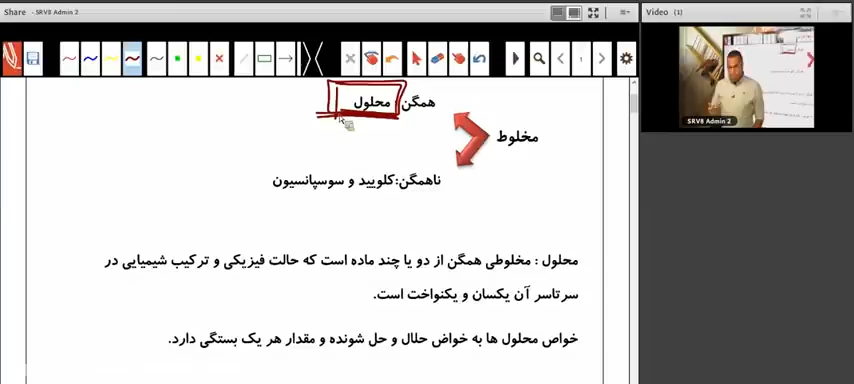 Share - SRV8 Admin 2
Video (1)
همگن : محلول
مخلوط
ناهمگن:کلویید و سوسپانسیون
محلول : مخلوطی همگن از دو یا چند ماده است که حالت فیزیکی و ترکیب شیمیایی در
سرتاسر آن یکسان و یکنواخت است.
خواص محلول ها به خواض حلال و حل شونده و مقدار هر یک بستگی دارد.
SRV8 Admin 2